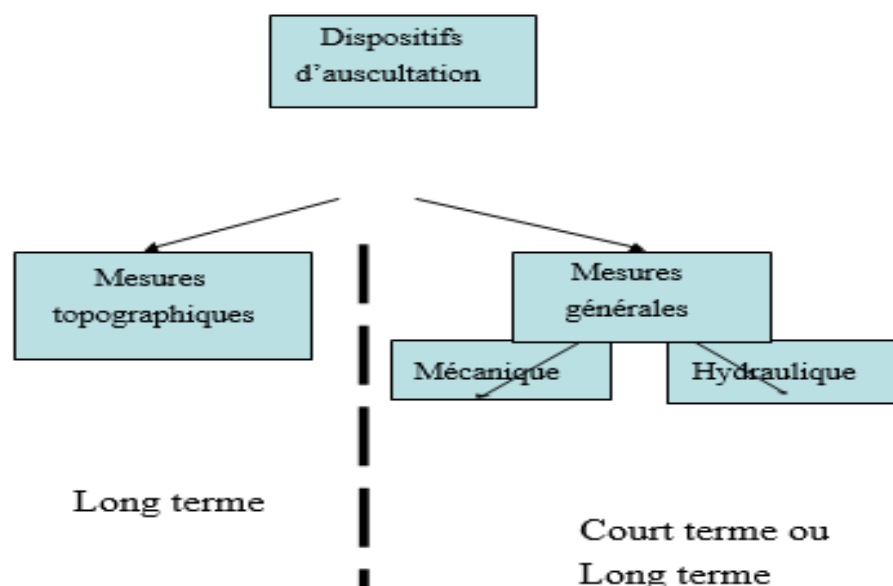 Dispositifs
d’auscultation
Mesures
topographiques
Mesures
générales
Mécanique
Hydraulique
Long terme
Court terme ou
Long terme